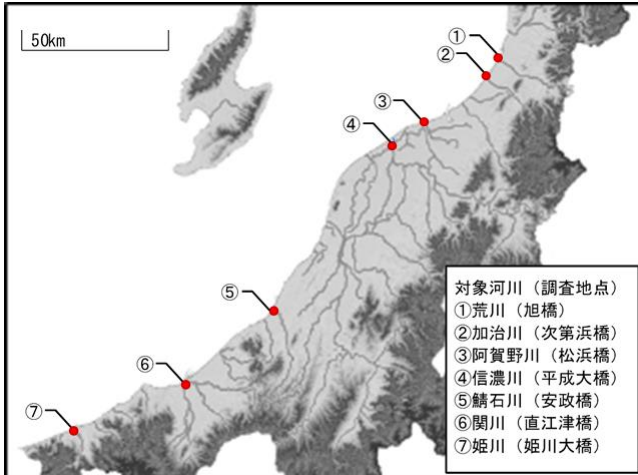 50km
①
②
③
④
⑤
⑥
⑦
対象河川（調査地点）
①荒川（旭橋）
②加治川（次第浜橋）
③阿賀野川（松浜橋）
④信濃川（平成大橋）
⑤鯖石川（安政橋）
⑥関川（直江津橋）
⑦姫川（姫川大橋）